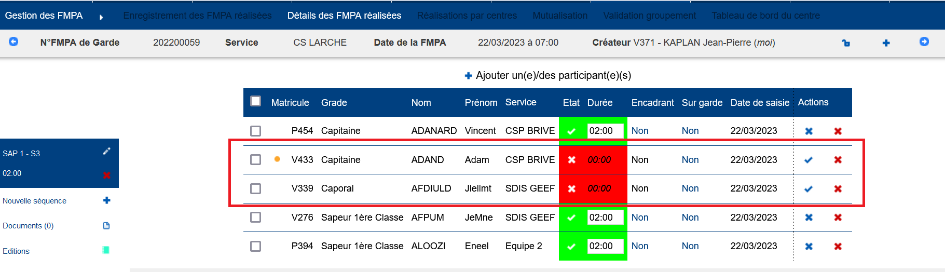 Gestion des FMPA Enregistrement des FMPA réalisées Détails des FMPA réalisées Réalisations par centres Mutualisation Validation groupement Tableau de bord du centre
N°FMPA de Garde 202200059 Service CS LARCHE Date de la FMPA 22/03/2023 à 07:00 Créateur V371 - KAPLAN Jean-Pierre (moi)
Ajouter un(e)/des participant(e)(s)
Matricule Grade Nom Prénom Service Etat Durée Encadrant Sur garde Date de saisie Actions
P454 Capitaine ADANARD Vincent CSP BRIVE 02:00 Non Non 22/03/2023
V433 Capitaine ADAND Adam CSP BRIVE 00:00 Non Non 22/03/2023
V339 Caporal AFDIULD Jlellmt SDIS GEEF 00:00 Non Non 22/03/2023
V276 Sapeur 1ère Classe AFPUM JeMne SDIS GEEF 02:00 Non Non 22/03/2023
P394 Sapeur 1ère Classe ALOOZI Eneel Equipe 2 02:00 Non Non 22/03/2023
SAP 1 - S3
02:00
Nouvelle séquence
Documents (0)
Editions